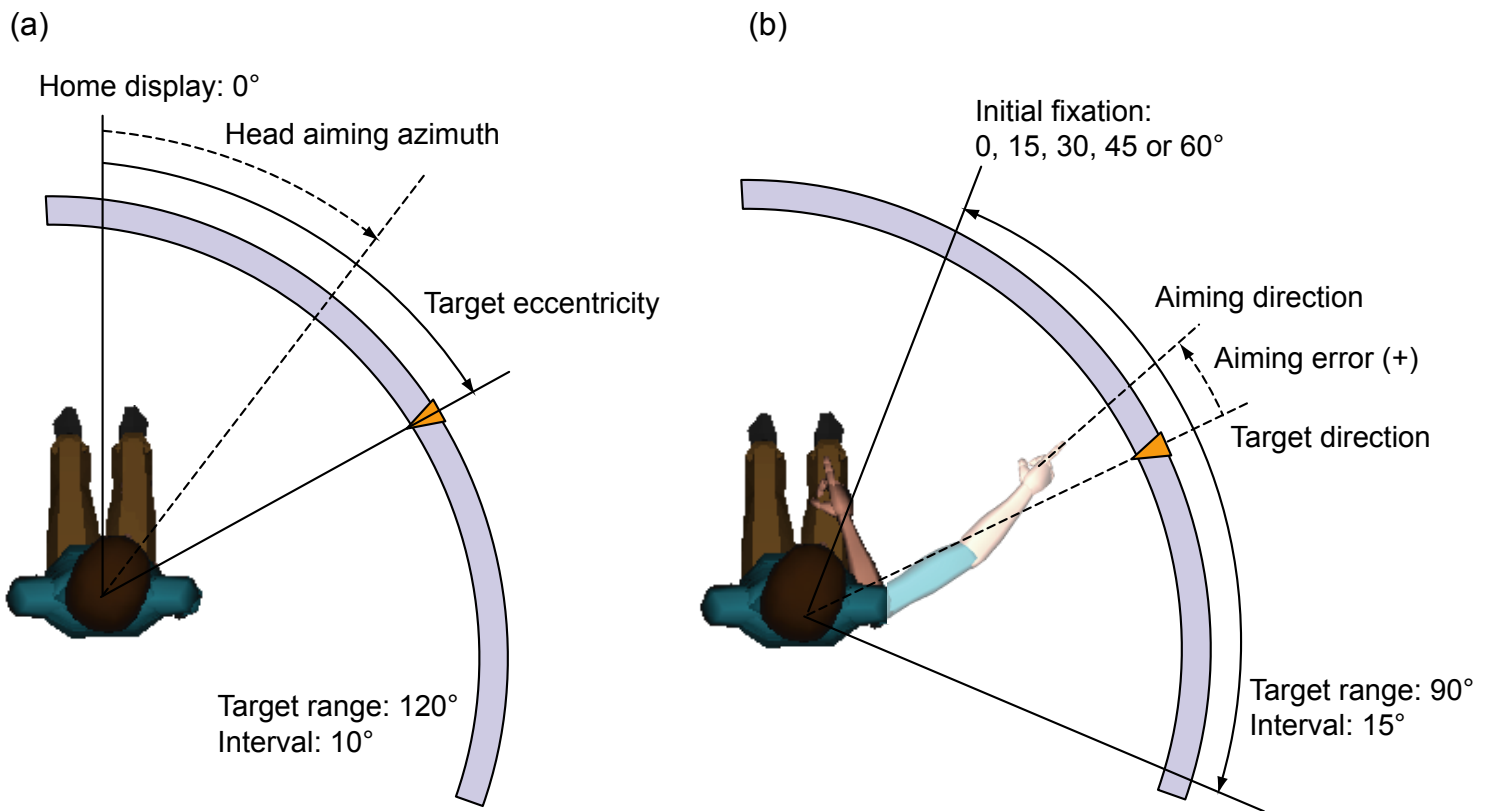 (a)
Home display: 0°
Head aiming azimuth
Target eccentricity
Target range: 120°
Interval: 10°
(b)
Initial fixation:
0, 15, 30, 45 or 60°
Aiming direction
Aiming error (+)
Target direction
Target range: 90°
Interval: 15°